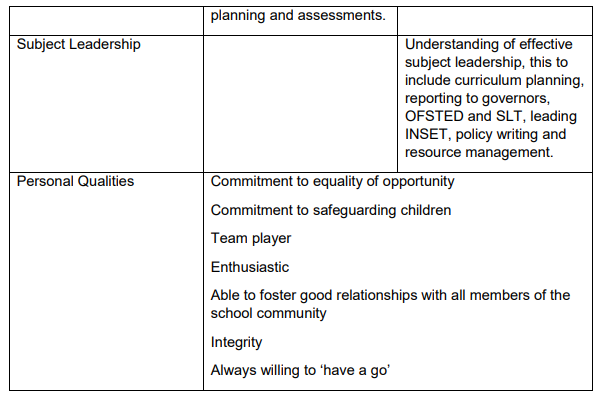 planning and assessments.
Subject Leadership
Understanding of effective
subject leadership, this to
include curriculum planning,
reporting to governors,
OFSTED and SLT, leading
INSET, policy writing and
resource management.
Personal Qualities
Commitment to equality of opportunity
Commitment to safeguarding children
Team player
Enthusiastic
Able to foster good relationships with all members of the
school community
Integrity
Always willing to ‘have a go’